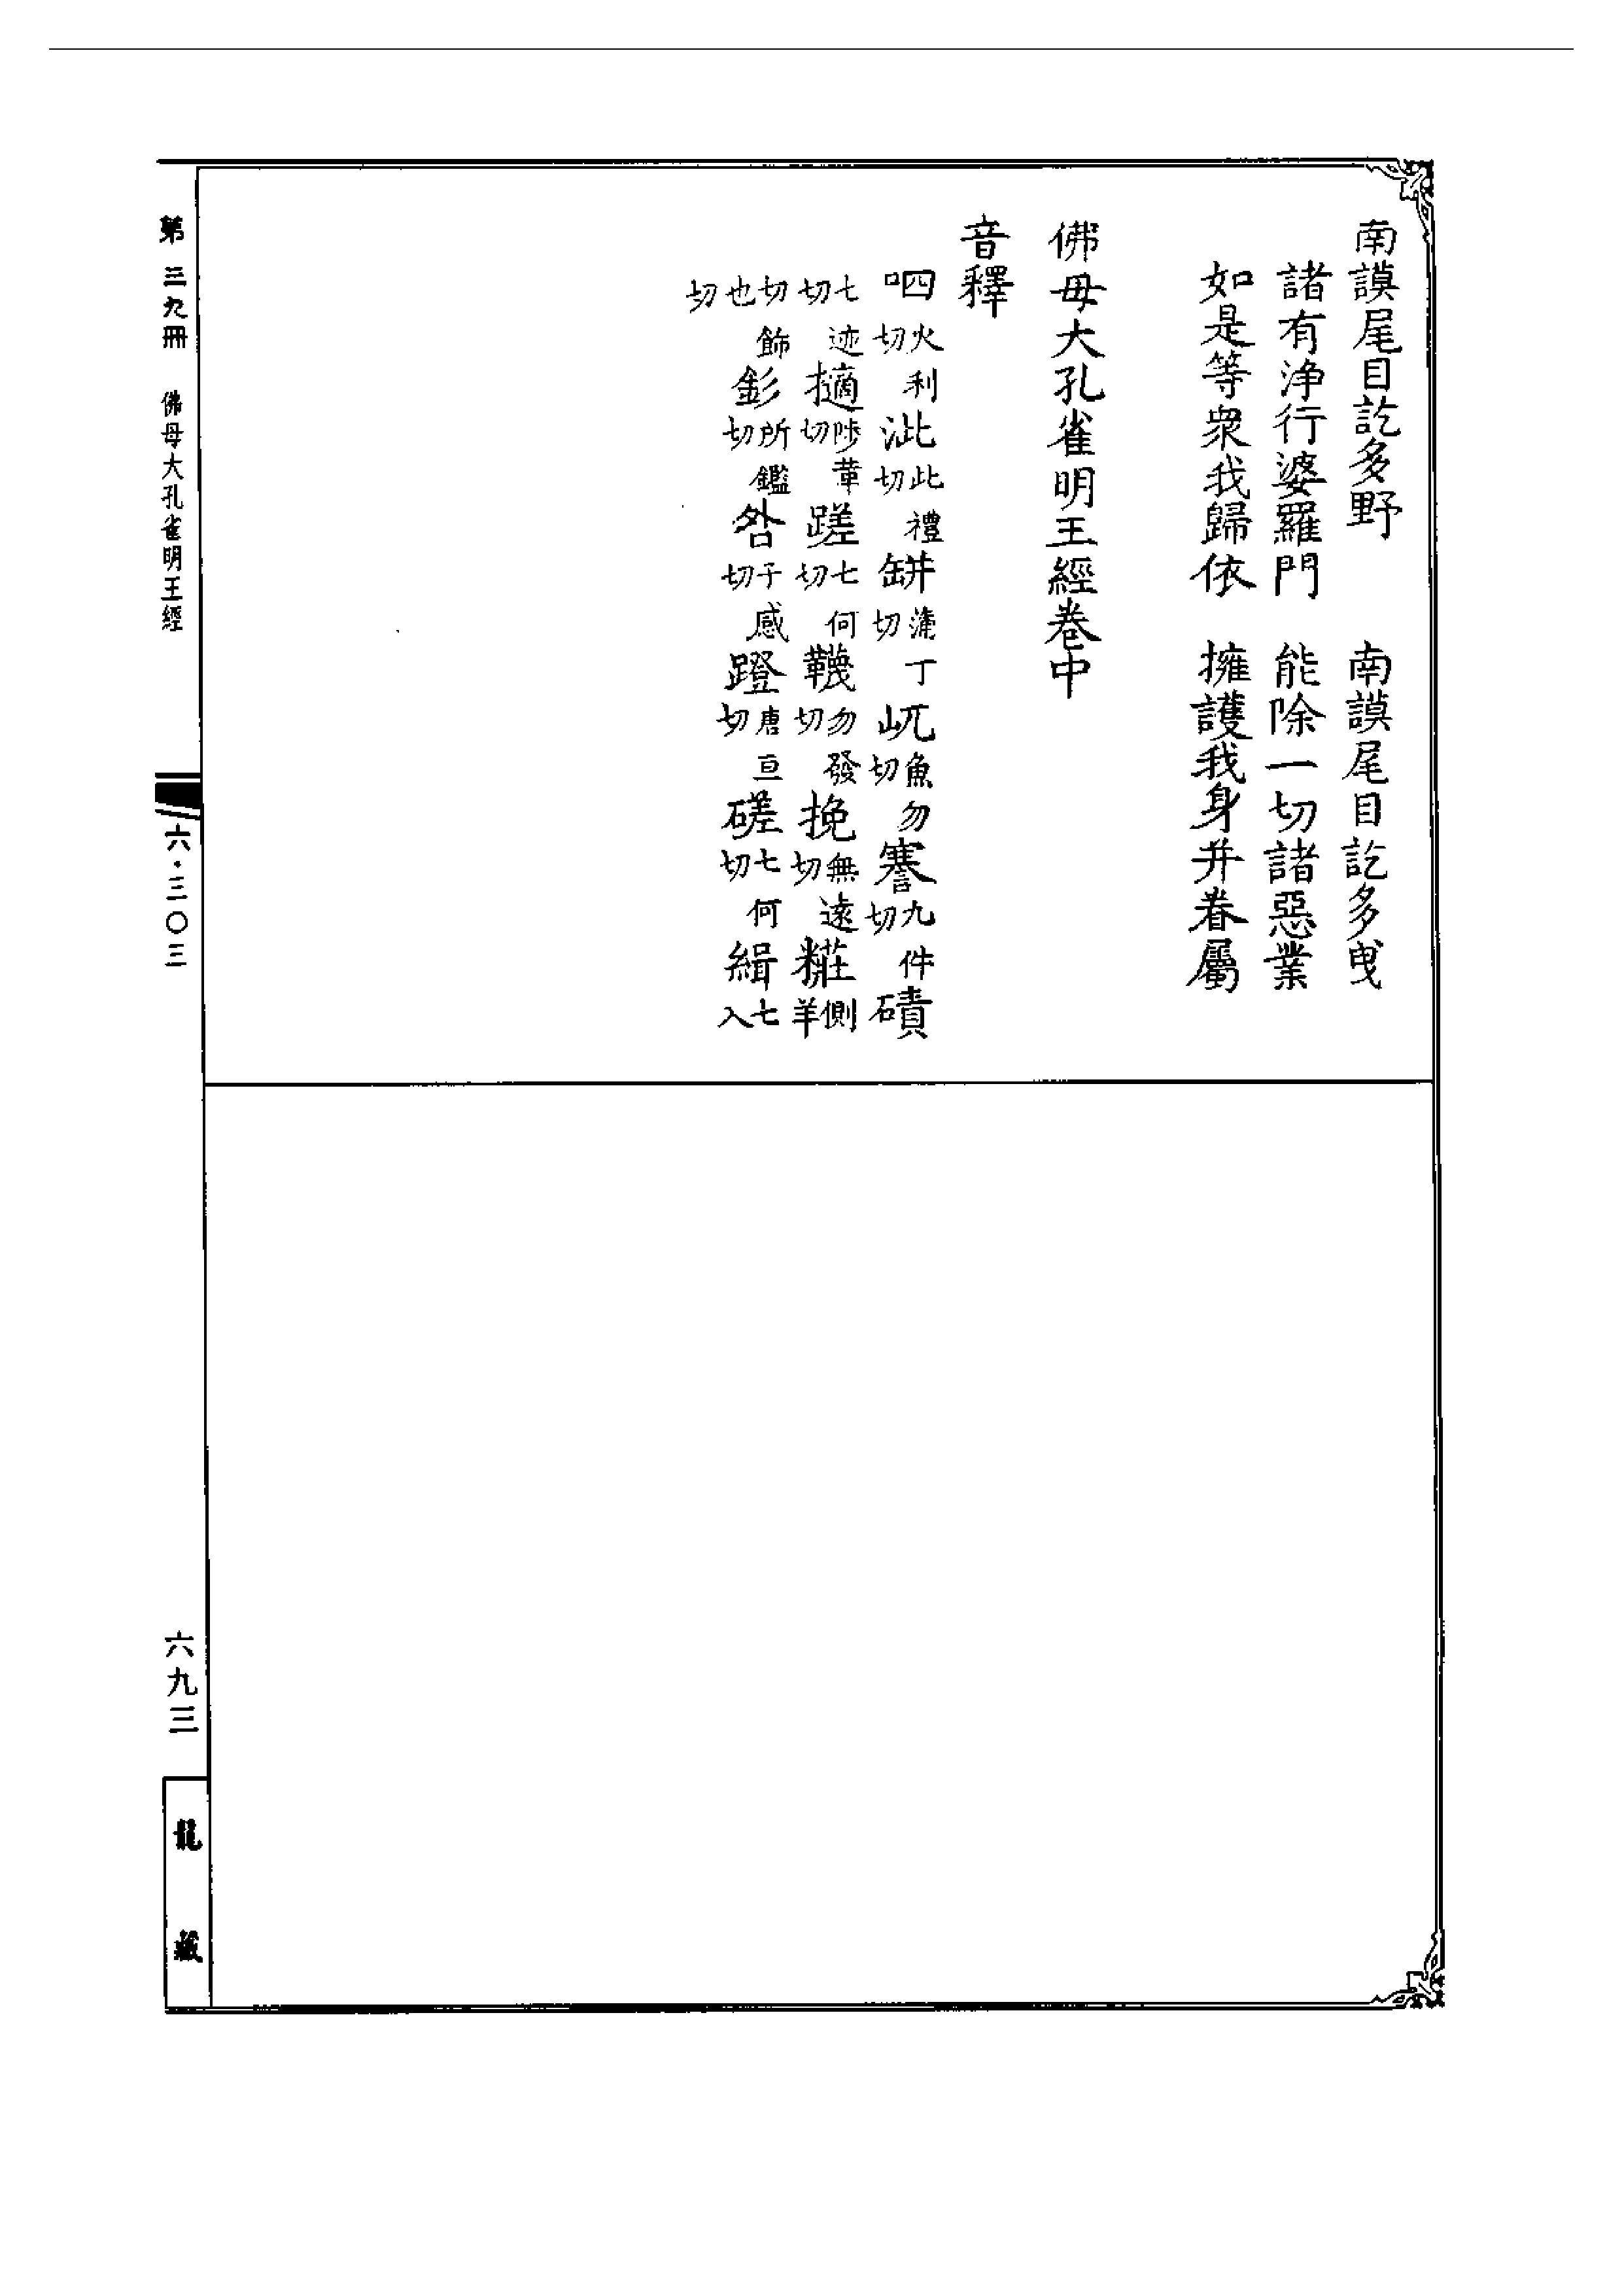 南謨尾目訖多野　南謨尾目訖多曵
諸有淨行婆羅門　能除一切諸惡業
如是等衆我歸依　擁護我身并眷屬
佛母大孔雀明王經卷中
音釋
呬火利切 泚此禮切 缾蒲丁切 屼魚勿切 謇九件切 磧
七迹切 擿陟革切 蹉七何切 韈勿發切 挽無遠切 糚側羊
切飾也 釤所鑑切 昝子感切 蹬唐亘切 磋七何切 緝七入
切
第三九冊　佛母大孔雀明王經
六・三〇三
六九三
龍藏